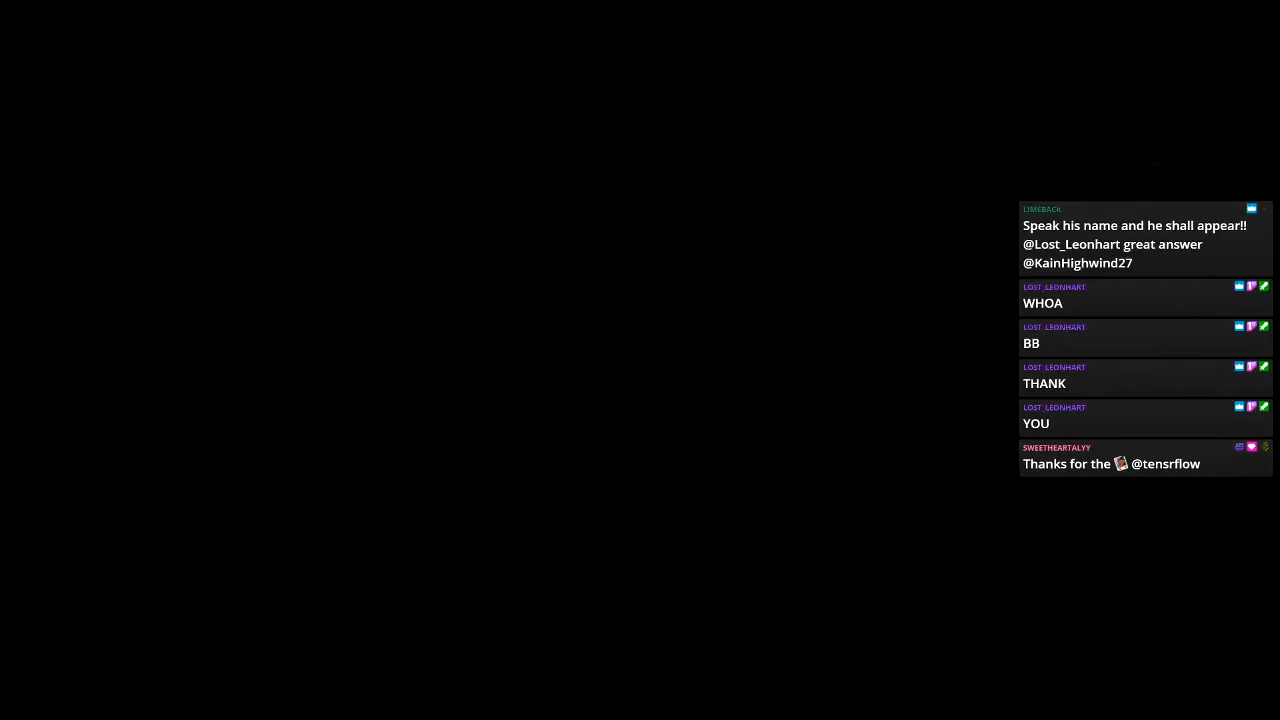 LIMEBACK
Speak his name and he shall appear!!
@Lost_Leonhart great answer
@KainHighwind27
LOST_LEONHART
WHOA
LOST_LEONHART
BB
LOST_LEONHART
THANK
LOST_LEONHART
YOU
SWEETHEARTALYY
Thanks for the @tensrflow